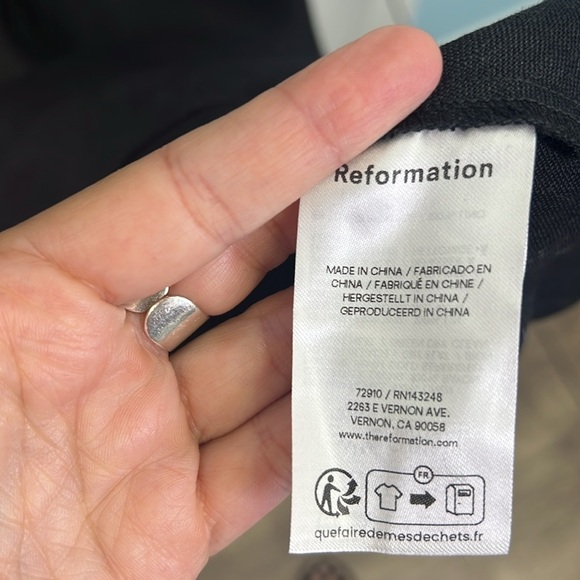 Reformation
MADE IN CHINA / FABRICADO EN
CHINA / FABRIQUÉ EN CHINE /
HERGESTELLT IN CHINA /
GEPRODUCEERD IN CHINA
72910 / RN143248
2263 E VERNON AVE.
VERNON, CA 90058
www.thereformation.com
FR
quefairedemesdechets.fr